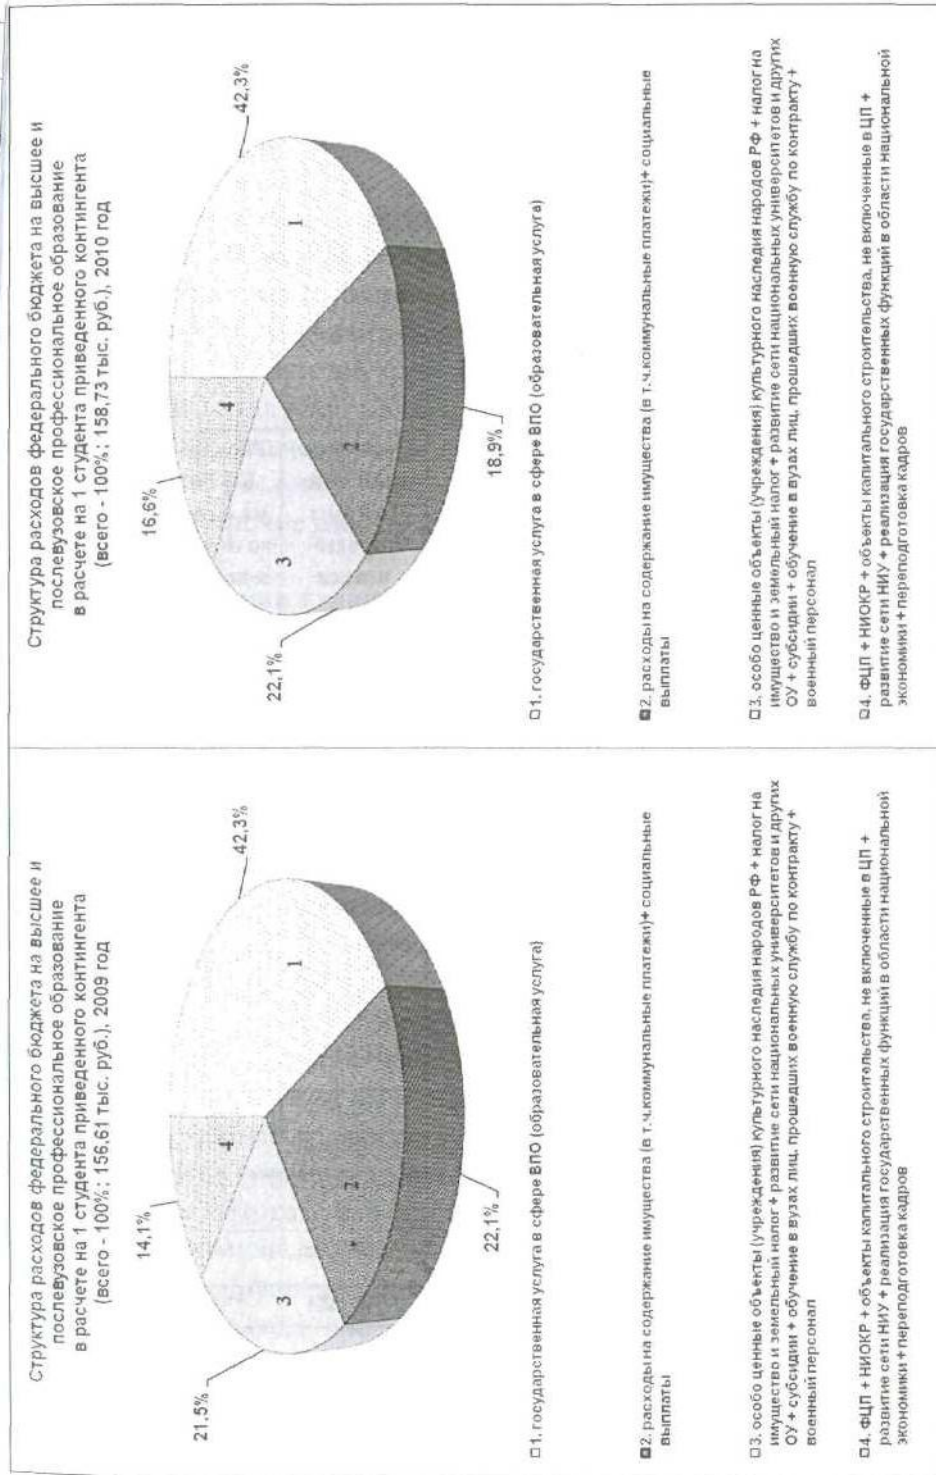 Структура расходов федерального бюджета на высшее и
послевузовское профессиональное образование
в расчете на 1 студента приведенного контингента
(всего - 100%; 156,61 тыс. руб.), 2009 год
14,1%
42,3%
21,5%
22,1%
4
1
3
2
□1. государственная услуга в сфере ВПО (образовательная услуга)
■2. расходы на содержание имущества (в т.ч.коммунальные платежи)+ социальные
выплаты
□3. особо ценные объекты (учреждения) культурного наследия народов РФ + налог на
имущество и земельный налог + развитие сети национальных университетов и других
ОУ + субсидии + обучение в вузах лиц, прошедших военную службу по контракту +
военный персонал
□4. ФЦП + НИОКР + объекты капитального строительства, не включенные в ЦП +
развитие сети НИУ + реализация государственных функций в области национальной
экономики + переподготовка кадров
Структура расходов федерального бюджета на высшее и
послевузовское профессиональное образование
в расчете на 1 студента приведенного контингента
(всего - 100%; 158,73 тыс. руб.), 2010 год
16,6%
42,3%
22,1%
18,9%
4
1
3
2
□1. государственная услуга в сфере ВПО (образовательная услуга)
■2. расходы на содержание имущества (в т.ч.коммунальные платежи)+ социальные
выплаты
□3. особо ценные объекты (учреждения) культурного наследия народов РФ + налог на
имущество и земельный налог + развитие сети национальных университетов и других
ОУ + субсидии + обучение в вузах лиц, прошедших военную службу по контракту +
военный персонал
□4. ФЦП + НИОКР + объекты капитального строительства, не включенные в ЦП +
развитие сети НИУ + реализация государственных функций в области национальной
экономики + переподготовка кадров